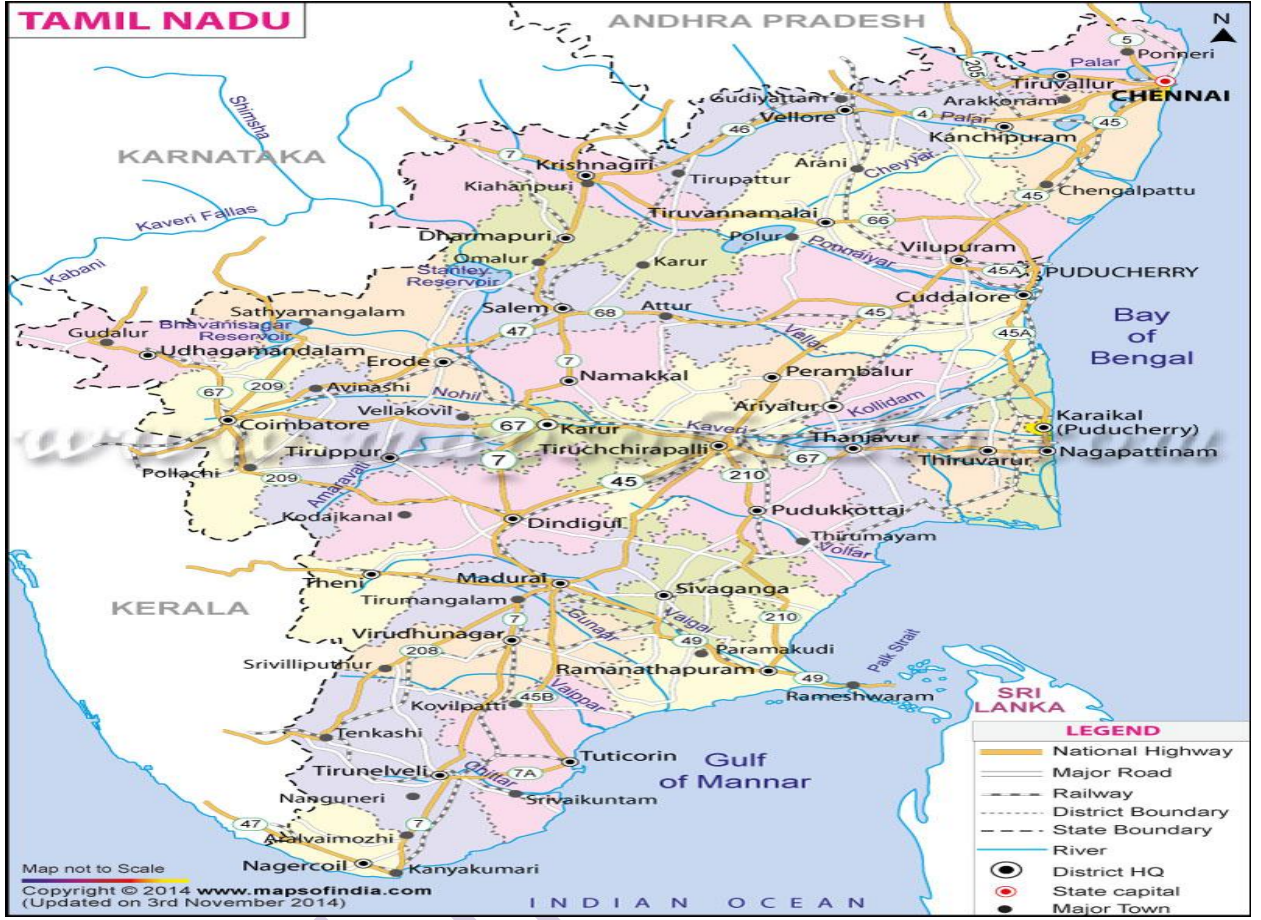 TAMIL NADU
ANDHRA PRADESH
N
5
Ponneri
205
Palar
Tiruvallur
CHENNAI
Gudiyattam
Arakkonam
Shimsha
Vellore
4
Palar
45
46
Kanchipuram
KARNATAKA
7
Krishnagiri
Arani
Cheyyar
Kiahanpuri
Tirupattur
Chengalpattu
45
Kaveri Fallas
Tiruvannamalai
66
Dharmapuri
Polur
Ponnaiyar
Vilupuram
Omalur
Karur
45A
PUDUCHERRY
Kabani
Stanley
Reservoir
Cuddalore
Sathyamangalam
Salem
68
Attur
45
Bay
of
Bengal
Gudalur
Bhavanisagar
Reservoir
47
Vellar
45A
Udhagamandalam
Erode
7
Namakkal
Perambalur
67
209
Avinashi
Nohil
Ariyalur
Kollidam
Vellakovil
Karaikal
(Puducherry)
Coimbatore
67
Karur
Kaveri
Tiruchchirapalli
Thanjavur
Pollachi
Tiruppur
7
67
Thiruvarur
Nagapattinam
209
Amaravati
45
210
Kodajkanal
Dindigul
Pudukkottai
Thirumayam
Volfar
Theni
Madurai
Sivaganga
KERALA
Tirumangalam
7
Gunair
Vaigai
210
Virudhunagar
208
49
Paramakudi
Palk Strait
Srivilliputhur
Ramanathapuram
49
Rameshwaram
Kovilpatti
45B
Vaippar
SRI
LANKA
Tenkashi
Tuticorin
Gulf
of Mannar
Tirunelveli
Chittar
7A
Nanguneri
Srivaikuntam
47
Aralvaimozhi
7
Nagercoil
Kanyakumari
LEGEND
National Highway
Major Road
Railway
District Boundary
State Boundary
River
District HQ
State capital
Major Town
Map not to Scale
Copyright © 2014 www.mapsofindia.com
(Updated on 3rd November 2014)
INDIAN OCEAN